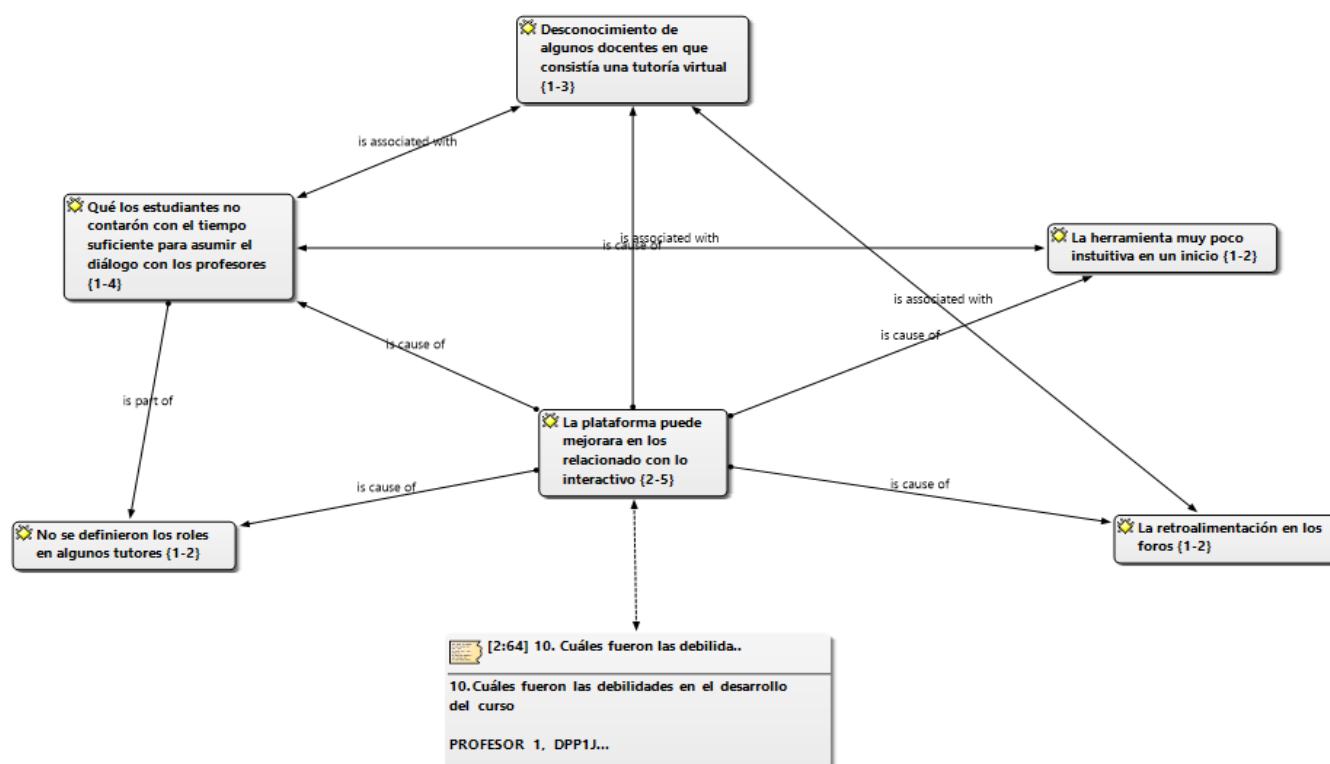 Desconocimiento de
algunos docentes en que
consistía una tutoría virtual
{1-3}
is associated with
Qué los estudiantes no
contarón con el tiempo
suficiente para asumir el
diálogo con los profesores
{1-4}
is associated with
is cause of
La herramienta muy poco
instuitiva en un inicio {1-2}
is associated with
is cause of
is cause of
is part of
La plataforma puede
mejorara en los
relacionado con lo
interactivo {2-5}
is cause of
is cause of
No se definieron los roles
en algunos tutores {1-2}
La retroalimentación en los
foros {1-2}
[2:64] 10. Cuáles fueron las debilida..
10.Cuáles fueron las debilidades en el desarrollo
del curso
PROFESOR 1, DPP1J...